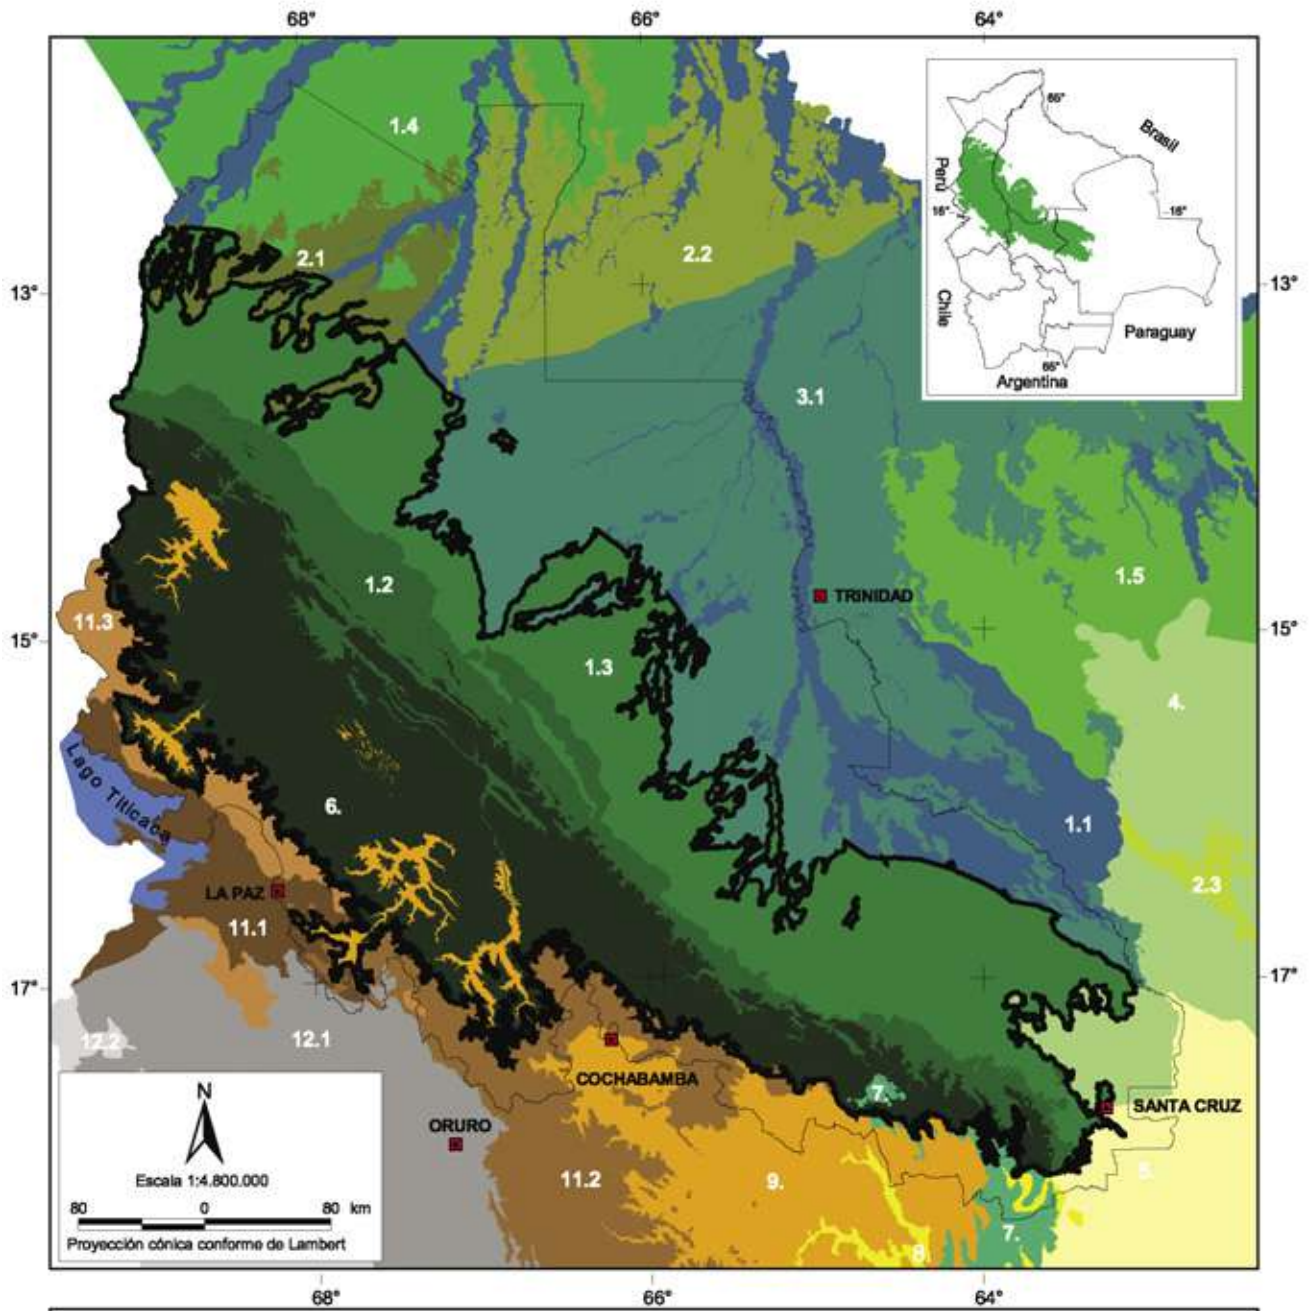 68°
66°
64°
65°
Brasil
Perú
16°
16°
Chile
Paraguay
65°
Argentina
1.4
2.1
2.2
13°
13°
3.1
1.2
1.5
TRINIDAD
11.3
15°
15°
1.3
4.
Lago Titicaca
6.
1.1
2.3
LA PAZ
11.1
17°
17°
12.2
12.1
COCHABAMBA
7.
SANTA CRUZ
N
ORURO
Escala 1:4.800.000
11.2
9.
5.
80 0 80 km
7.
8.
Proyección cónica conforme de Lambert
68°
66°
64°